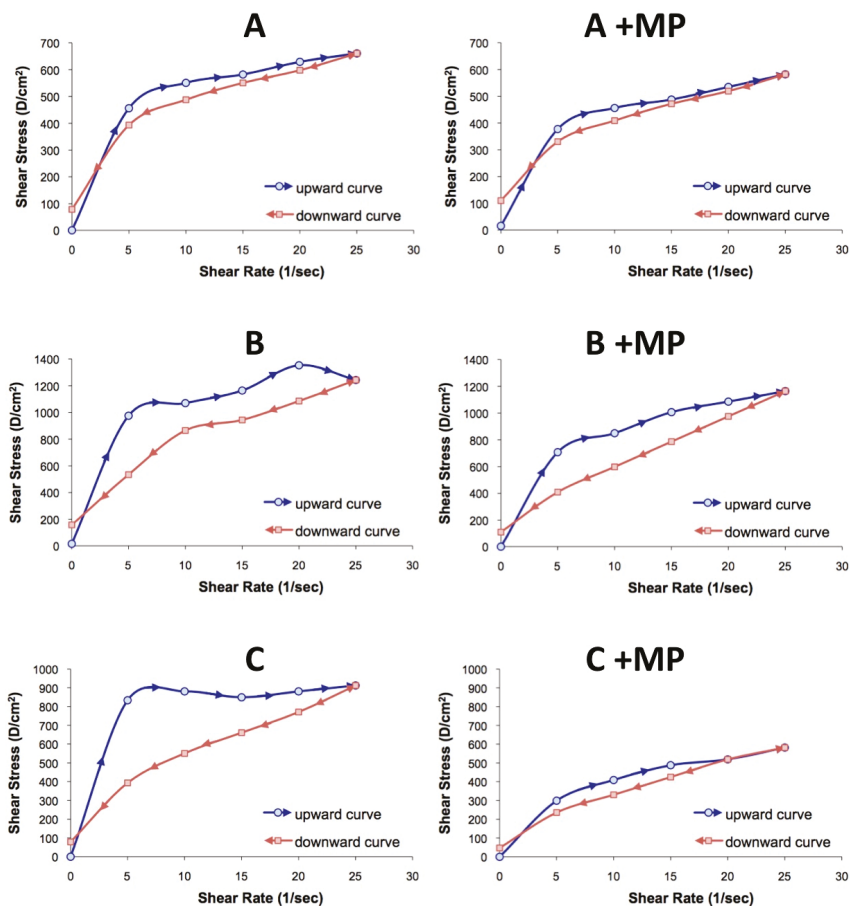 A
Shear Stress (D/cm²)
700
600
500
400
300
200
100
0
upward curve
downward curve
0 5 10 15 20 25 30
Shear Rate (1/sec)
A +MP
Shear Stress (D/cm²)
700
600
500
400
300
200
100
0
upward curve
downward curve
0 5 10 15 20 25 30
Shear Rate (1/sec)
B
Shear Stress (D/cm²)
1400
1200
1000
800
600
400
200
0
upward curve
downward curve
0 5 10 15 20 25 30
Shear Rate (1/sec)
B +MP
Shear Stress (D/cm²)
1400
1200
1000
800
600
400
200
0
upward curve
downward curve
0 5 10 15 20 25 30
Shear Rate (1/sec)
C
Shear Stress (D/cm²)
1000
900
800
700
600
500
400
300
200
100
0
upward curve
downward curve
0 5 10 15 20 25 30
Shear Rate (1/sec)
C +MP
Shear Stress (D/cm²)
1000
900
800
700
600
500
400
300
200
100
0
upward curve
downward curve
0 5 10 15 20 25 30
Shear Rate (1/sec)